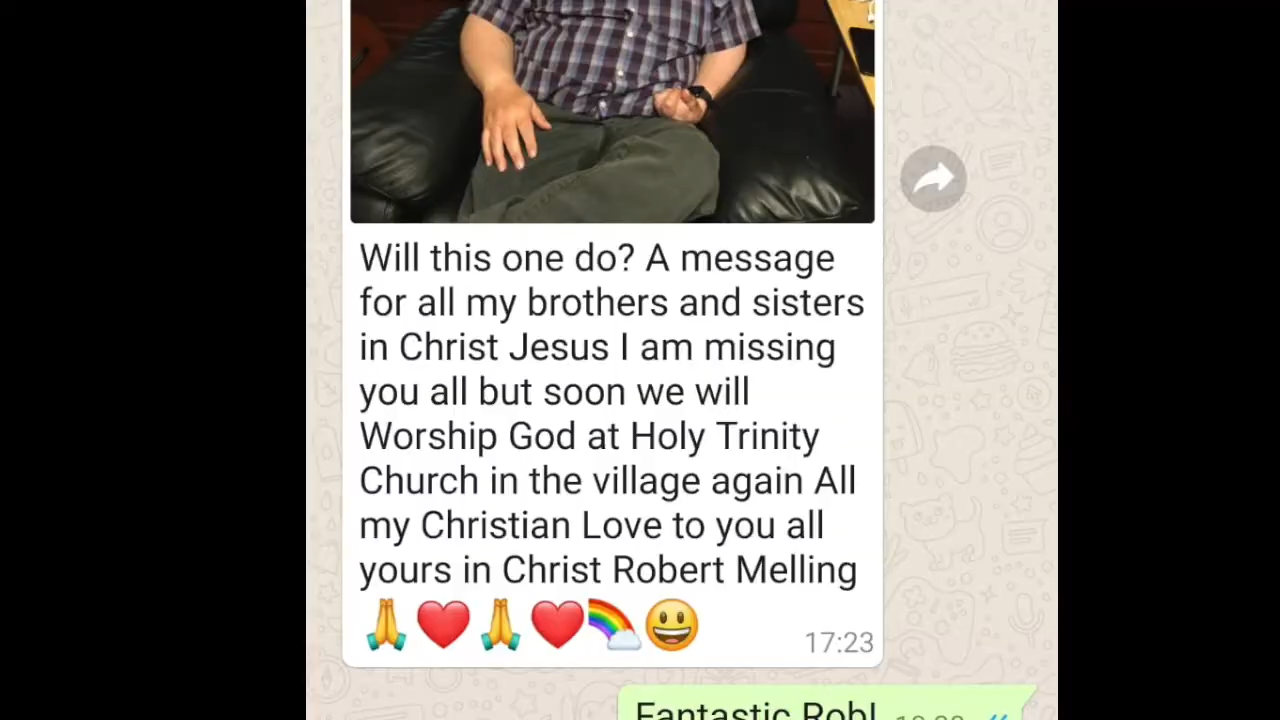 Will this one do? A message
for all my brothers and sisters
in Christ Jesus I am missing
you all but soon we will
Worship God at Holy Trinity
Church in the village again All
my Christian Love to you all
yours in Christ Robert Melling
🙏❤️🙏❤️🌈😃 17:23
Fantastic Rob!